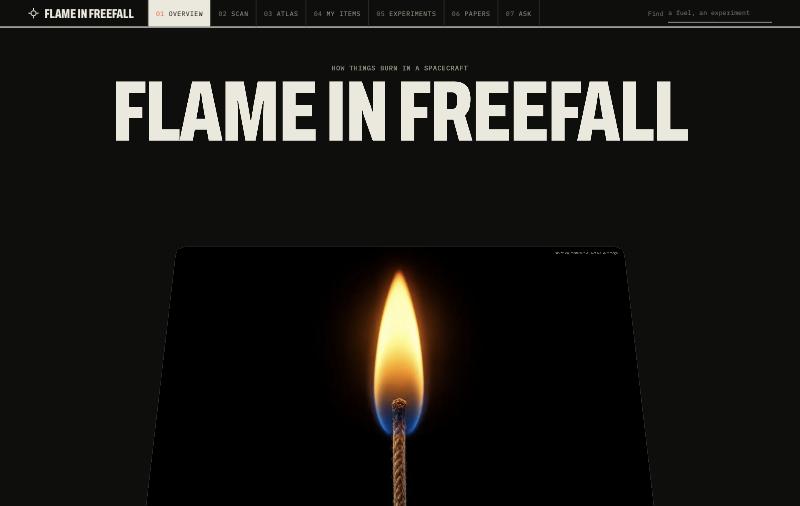 FLAME IN FREEFALL
01 OVERVIEW
02 SCAN
03 ATLAS
04 MY ITEMS
05 EXPERIMENTS
06 PAPERS
07 ASK
Find a fuel, an experiment
HOW THINGS BURN IN A SPACECRAFT
FLAME IN FREEFALL